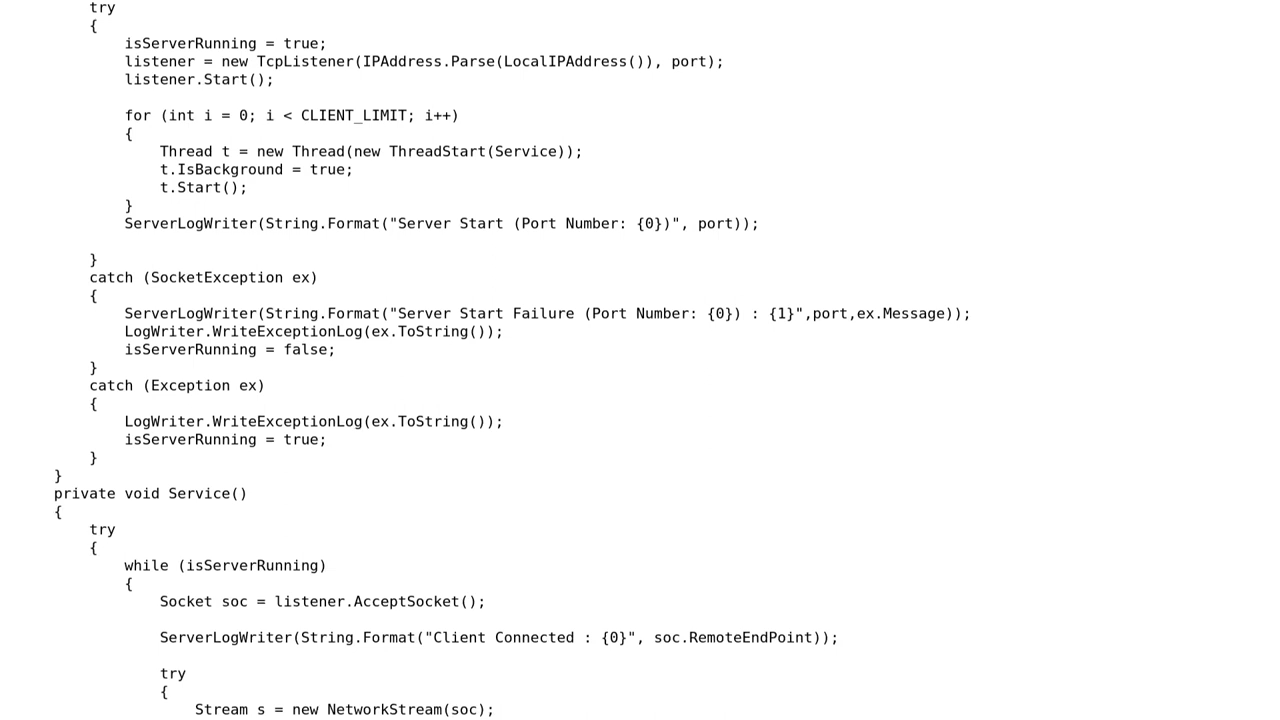 try
{
isServerRunning = true;
listener = new TcpListener(IPAddress.Parse(LocalIPAddress()), port);
listener.Start();
for (int i = 0; i < CLIENT_LIMIT; i++)
{
Thread t = new Thread(new ThreadStart(Service));
t.IsBackground = true;
t.Start();
}
ServerLogWriter(String.Format("Server Start (Port Number: {0})", port));
}
catch (SocketException ex)
{
ServerLogWriter(String.Format("Server Start Failure (Port Number: {0}) : {1}",port,ex.Message));
LogWriter.WriteExceptionLog(ex.ToString());
isServerRunning = false;
}
catch (Exception ex)
{
LogWriter.WriteExceptionLog(ex.ToString());
isServerRunning = true;
}
}
private void Service()
{
try
{
while (isServerRunning)
{
Socket soc = listener.AcceptSocket();
ServerLogWriter(String.Format("Client Connected : {0}", soc.RemoteEndPoint));
try
{
Stream s = new NetworkStream(soc);